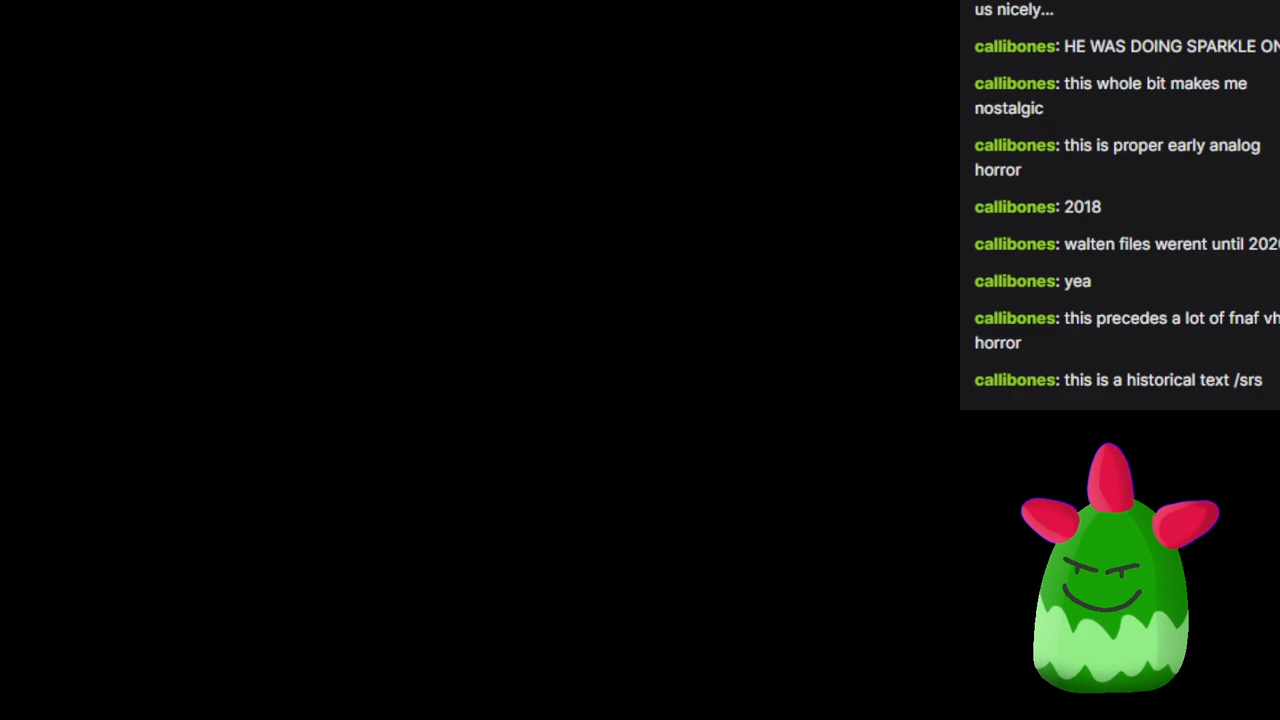 us nicely...
callibones: HE WAS DOING SPARKLE ON
callibones: this whole bit makes me
nostalgic
callibones: this is proper early analog
horror
callibones: 2018
callibones: walten files werent until 202
callibones: yea
callibones: this precedes a lot of fnaf vh
horror
callibones: this is a historical text /srs